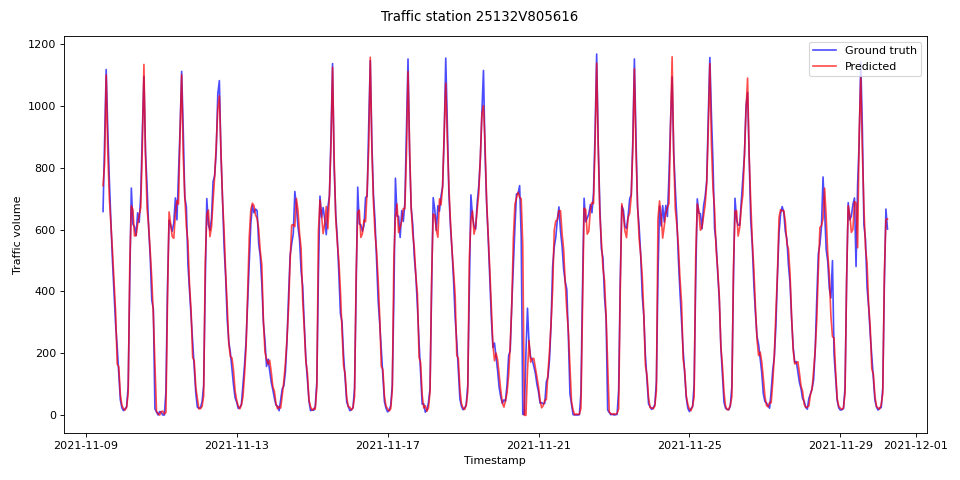 Traffic station 25132V805616
1200
1000
800
600
400
200
0
Traffic volume
Ground truth
Predicted
2021-11-09
2021-11-13
2021-11-17
2021-11-21
2021-11-25
2021-11-29
2021-12-01
Timestamp